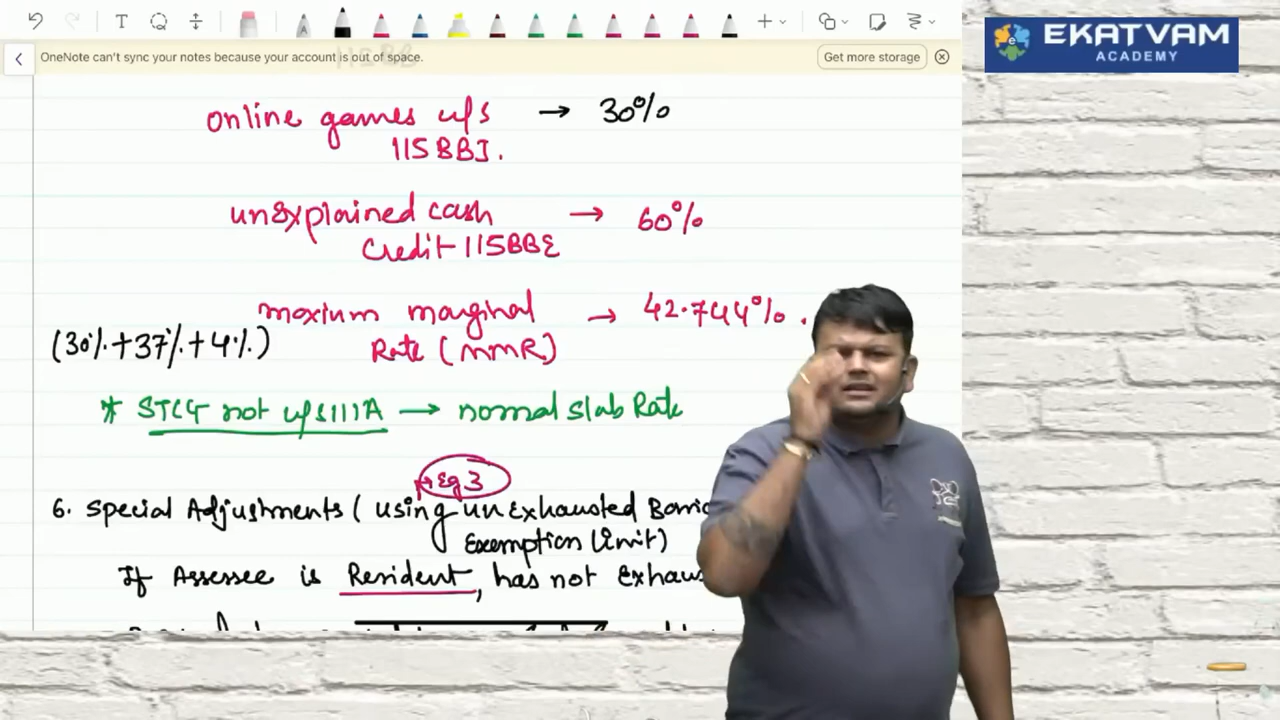 EKATVAM
ACADEMY
OneNote can't sync your notes because your account is out of space.
Get more storage
online games u/s → 30%
115BBJ.
unexplained cash → 60%
Credit 115BBE
moxium marginal → 42.744%.
(30%+37%+4%) Rate (MMR)
* STCG not u/s 111A → normal slab Rate
→ Eg 3
6. Special Adjustments ( using unExhausted
Exemption Limit)
If Assessee is Resident, has not